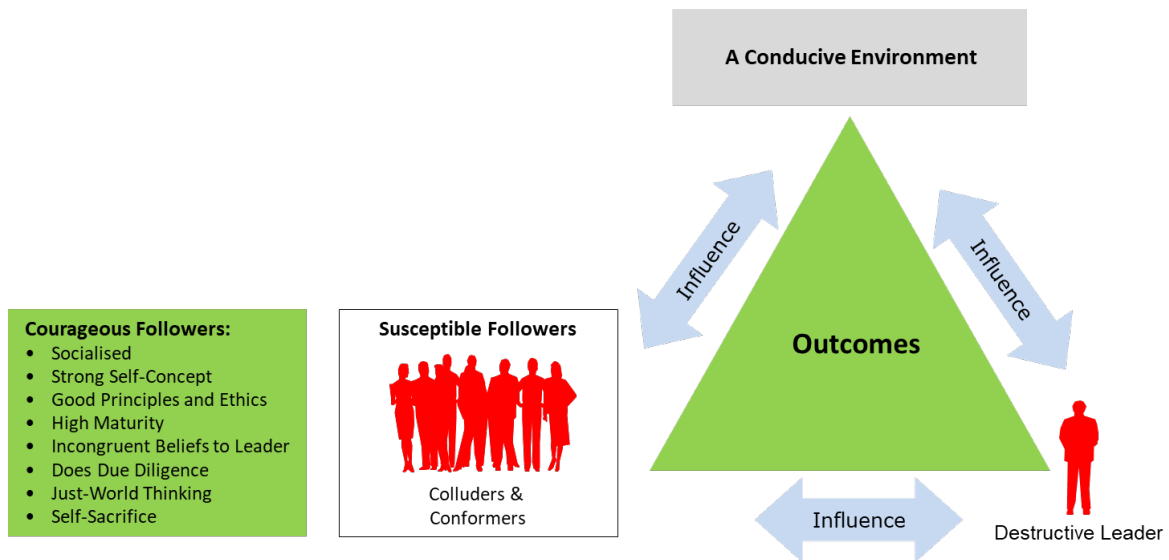 A Conducive Environment
Influence
Influence
Outcomes
Courageous Followers:
• Socialised
• Strong Self-Concept
• Good Principles and Ethics
• High Maturity
• Incongruent Beliefs to Leader
• Does Due Diligence
• Just-World Thinking
• Self-Sacrifice
Susceptible Followers
Colluders &
Conformers
Influence
Destructive Leader